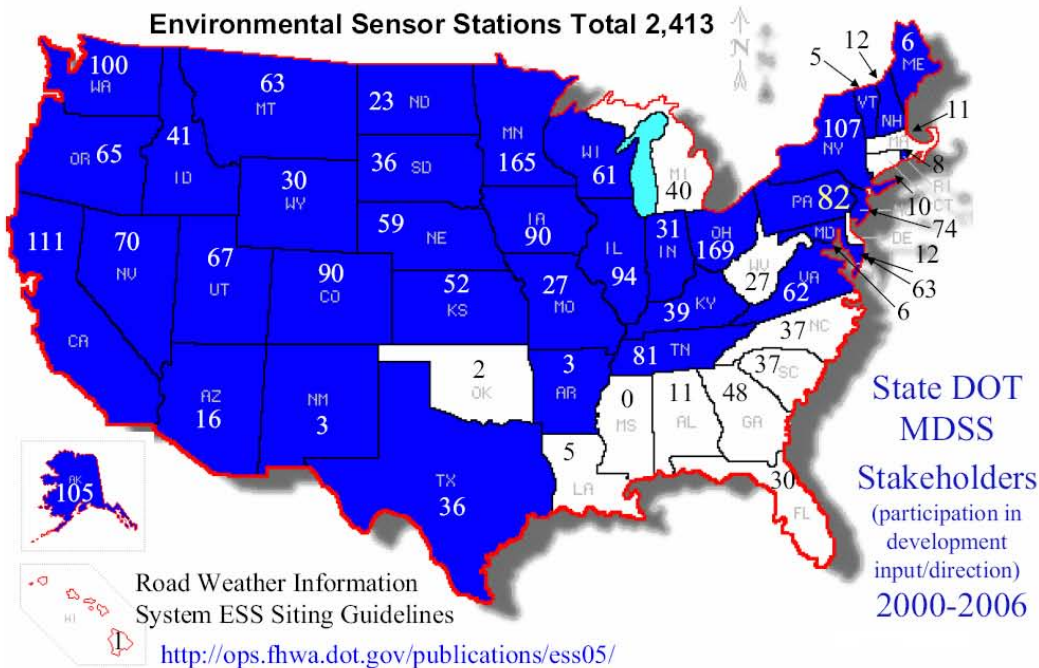 Environmental Sensor Stations Total 2,413
N
100
WA
63
MT
23 ND
MN
165
12
5
6
ME
VT
NH
11
107
NY
MA
8
RI
CT
10
74
OR 65
41
ID
30
WY
36 SD
WI
61
MI
40
PA 82
DE
12
63
6
MD
59
NE
IA
90
IL
94
31
IN
OH
169
WV
27
VA
62
111
CA
70
NV
67
UT
90
CO
52
KS
27
MO
39 KY
37 NC
81 TN
37
SC
AZ
16
NM
3
2
OK
3
AR
0
MS
11
AL
48
GA
TX
36
5
LA
30
FL
AK
105
1
State DOT
MDSS
Stakeholders
(participation in
development
input/direction)
2000-2006
Road Weather Information
System ESS Siting Guidelines
http://ops.fhwa.dot.gov/publications/ess05/